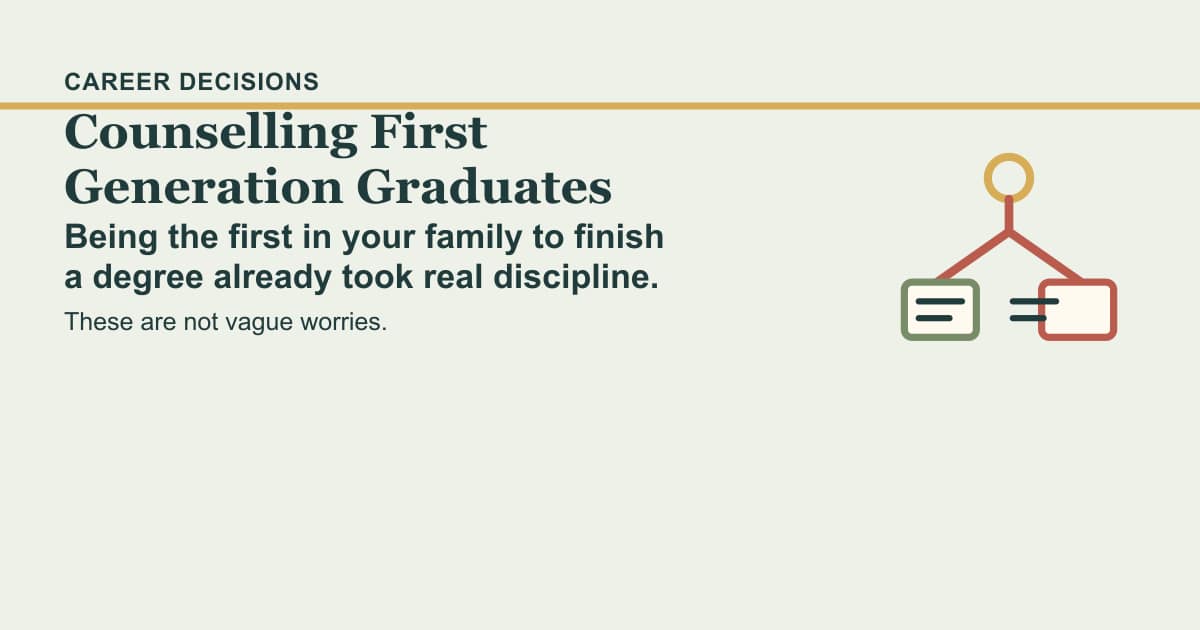 CAREER DECISIONS
Counselling First
Generation Graduates
Being the first in your family to finish
a degree already took real discipline.
These are not vague worries.